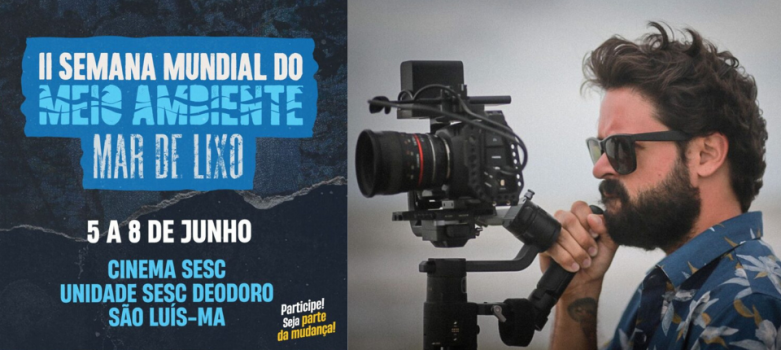 II SEMANA MUNDIAL DO
MEIO AMBIENTE
MAR DE LIXO
5 A 8 DE JUNHO
CINEMA SESC
UNIDADE SESC DEODORO
SÃO LUÍS-MA
Participe!
Seja parte
da mudança!